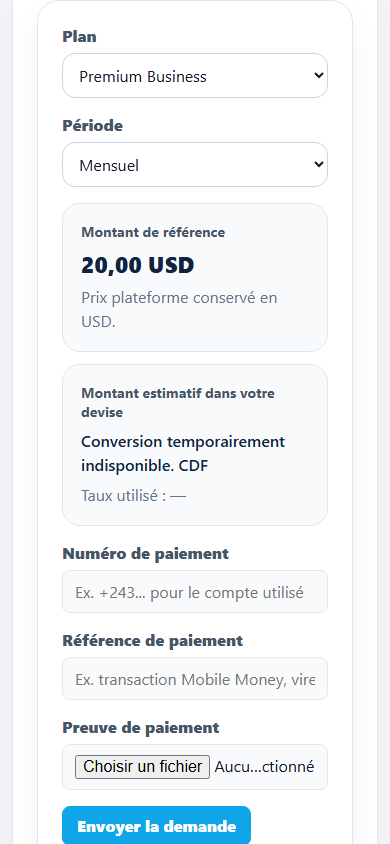 Plan
Premium Business
Période
Mensuel
Montant de référence
20,00 USD
Prix plateforme conservé en
USD.
Montant estimatif dans votre
devise
Conversion temporairement
indisponible. CDF
Taux utilisé : —
Numéro de paiement
Ex. +243... pour le compte utilisé
Référence de paiement
Ex. transaction Mobile Money, vire
Preuve de paiement
Choisir un fichier Aucu...ctionné
Envoyer la demande